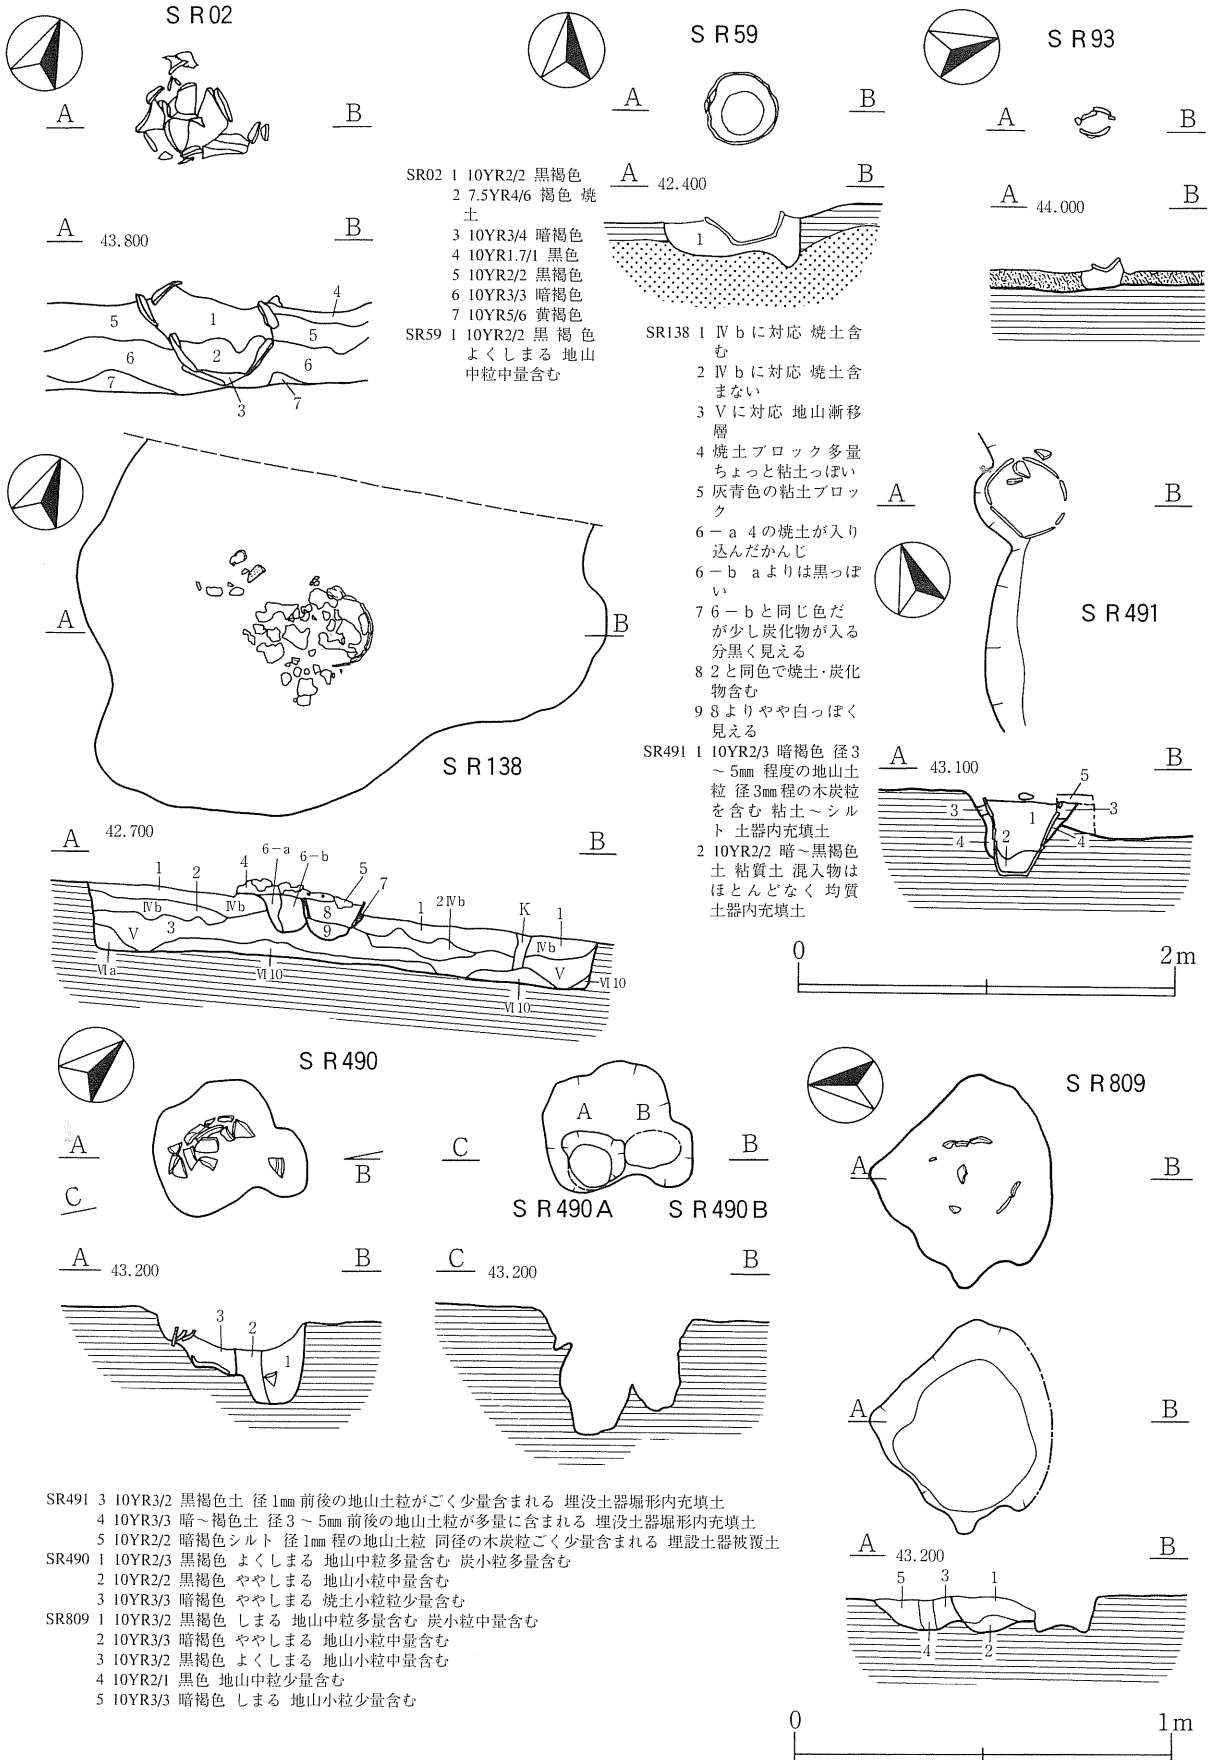 SR02
A B
A 43.800 B
4
5 1 5
6 2 6
7 3 7
SR59
A B
A 42.400 B
1
SR93
A B
A 44.000 B
SR02 1 10YR2/2 黒褐色
2 7.5YR4/6 褐色 焼
土
3 10YR3/4 暗褐色
4 10YR1.7/1 黒色
5 10YR2/2 黒褐色
6 10YR3/3 暗褐色
7 10YR5/6 黄褐色
SR59 1 10YR2/2 黒褐色
よくしまる 地山
中粒中量含む
SR138 1 Ⅳbに対応 焼土含
む
2 Ⅳbに対応 焼土含
まない
3 Ⅴに対応 地山漸移
層
4 焼土ブロック多量
ちょっと粘土っぽい
5 灰青色の粘土ブロッ
ク
6-a 4の焼土が入り
込んだかんじ
6-b aよりは黒っぽ
い
7 6-bと同じ色だ
が少し炭化物が入る
分黒く見える
8 2と同色で焼土・炭化
物含む
9 8よりやや白っぽく
見える
SR491 1 10YR2/3 暗褐色 径3
～5㎜ 程度の地山土
粒 径3㎜程の木炭粒
を含む 粘土～シル
ト 土器内充填土
2 10YR2/2 暗～黒褐色
土 粘質土 混入物は
ほとんどなく 均質
土器内充填土
A B
SR138
A 42.700 B
1 2 4 6-a 6-b 5 7 1 2Ⅳb K 1
Ⅳb Ⅳb 8 Ⅳb
3 9
Ⅴ Ⅴ
Ⅵa Ⅵ10 Ⅵ10 Ⅵ10
A B
SR491
A 43.100 B
5
3 1 3
4 2 4
0 2m
SR490
A B
C
A 43.200 B
3 2 1
A B
C B
SR490A SR490B
C 43.200 B
SR809
A B
A B
A 43.200 B
5 3 1
4 2
0 1m
SR491 3 10YR3/2 黒褐色土 径1㎜前後の地山土粒がごく少量含まれる 埋没土器堀形内充填土
4 10YR3/3 暗～褐色土 径3～5㎜前後の地山土粒が多量に含まれる 埋没土器堀形内充填土
5 10YR2/2 暗褐色シルト 径1㎜程の地山土粒 同径の木炭粒ごく少量含まれる 埋設土器被覆土
SR490 1 10YR2/3 黒褐色 よくしまる 地山中粒多量含む 炭小粒多量含む
2 10YR2/2 黒褐色 ややしまる 地山小粒中量含む
3 10YR3/3 暗褐色 ややしまる 焼土小粒粒少量含む
SR809 1 10YR3/2 黒褐色 しまる 地山中粒多量含む 炭小粒中量含む
2 10YR3/3 暗褐色 ややしまる 地山小粒中量含む
3 10YR3/2 黒褐色 よくしまる 地山小粒中量含む
4 10YR2/1 黒色 地山中粒少量含む
5 10YR3/3 暗褐色 しまる 地山小粒少量含む